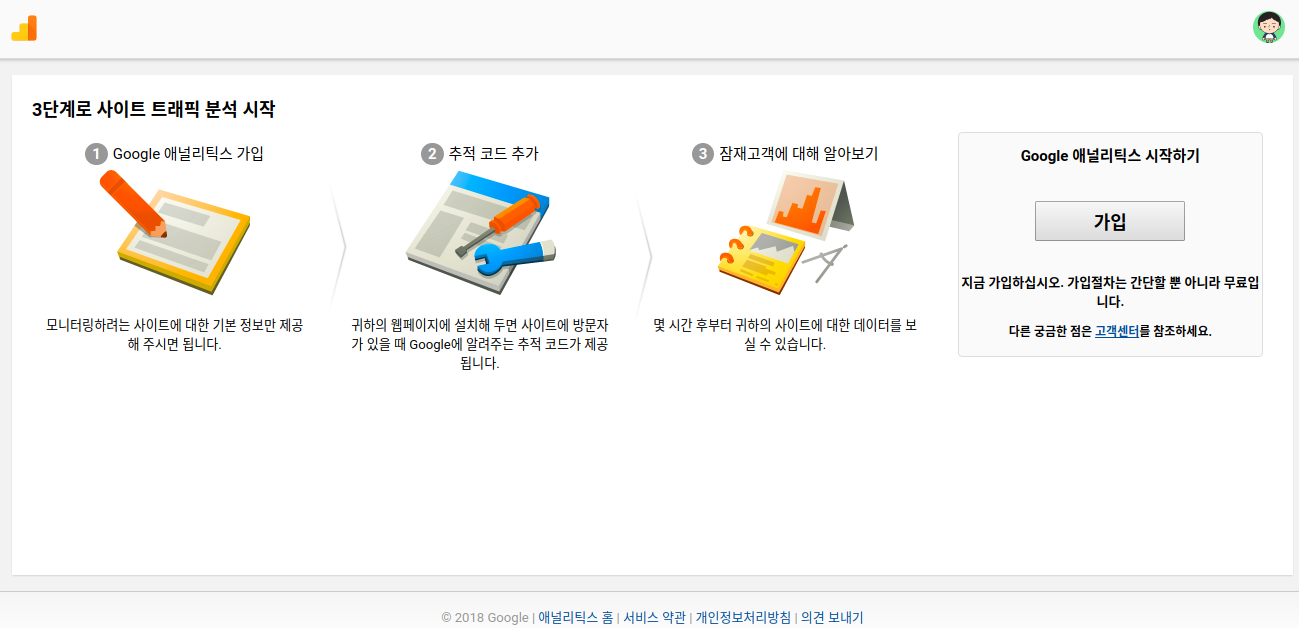 3단계로 사이트 트래픽 분석 시작
1 Google 애널리틱스 가입
모니터링하려는 사이트에 대한 기본 정보만 제공
해 주시면 됩니다.
2 추적 코드 추가
귀하의 웹페이지에 설치해 두면 사이트에 방문자
가 있을 때 Google에 알려주는 추적 코드가 제공
됩니다.
3 잠재고객에 대해 알아보기
몇 시간 후부터 귀하의 사이트에 대한 데이터를 보
실 수 있습니다.
Google 애널리틱스 시작하기
가입
지금 가입하십시오. 가입절차는 간단할 뿐 아니라 무료입
니다.
다른 궁금한 점은 고객센터를 참조하세요.
© 2018 Google | 애널리틱스 홈 | 서비스 약관 | 개인정보처리방침 | 의견 보내기